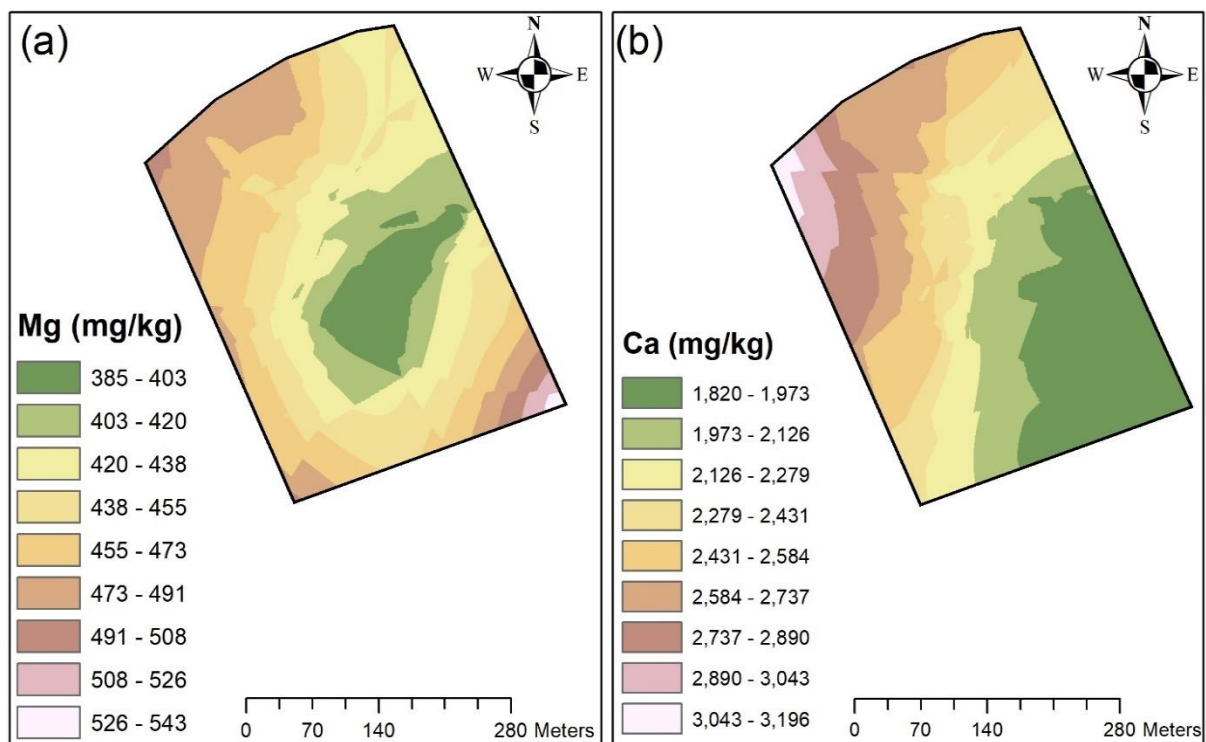 (a)
N
W E
S
Mg (mg/kg)
385 - 403
403 - 420
420 - 438
438 - 455
455 - 473
473 - 491
491 - 508
508 - 526
526 - 543
0 70 140 280 Meters
(b)
N
W E
S
Ca (mg/kg)
1,820 - 1,973
1,973 - 2,126
2,126 - 2,279
2,279 - 2,431
2,431 - 2,584
2,584 - 2,737
2,737 - 2,890
2,890 - 3,043
3,043 - 3,196
0 70 140 280 Meters